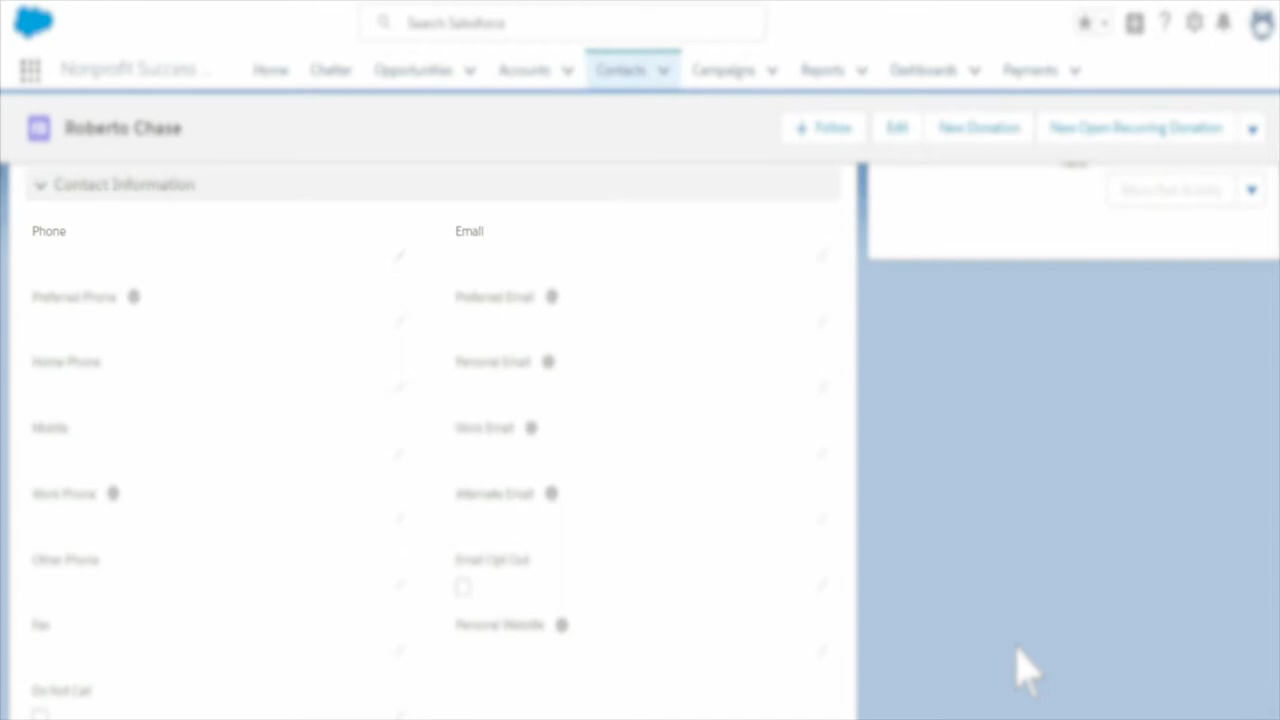 Search Salesforce
Nonprofit Success ...
Home Chatter Opportunities Accounts Contacts Campaigns Reports Dashboards Payments
Roberto Chase
Follow Edit New Donation New Open Recurring Donation
Contact Information
Phone Email
Preferred Phone Preferred Email
Home Phone Personal Email
Mobile Work Email
Work Phone Alternate Email
Other Phone Email Opt Out
Fax Personal Website
Do Not Call